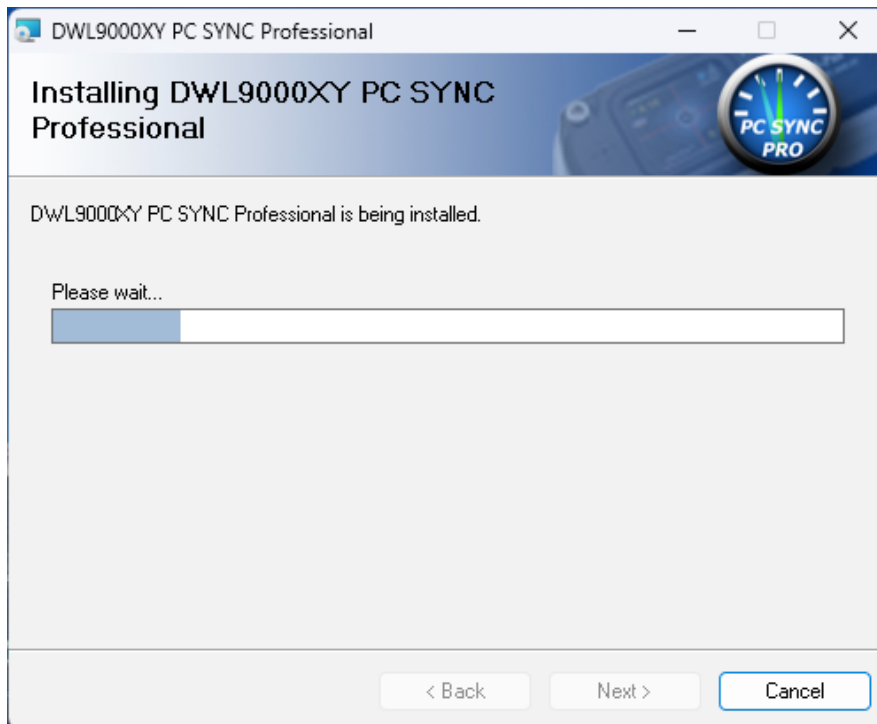 DWL9000XY PC SYNC Professional
Installing DWL9000XY PC SYNC
Professional
PC SYNC
PRO
DWL9000XY PC SYNC Professional is being installed.
Please wait...
< Back
Next >
Cancel